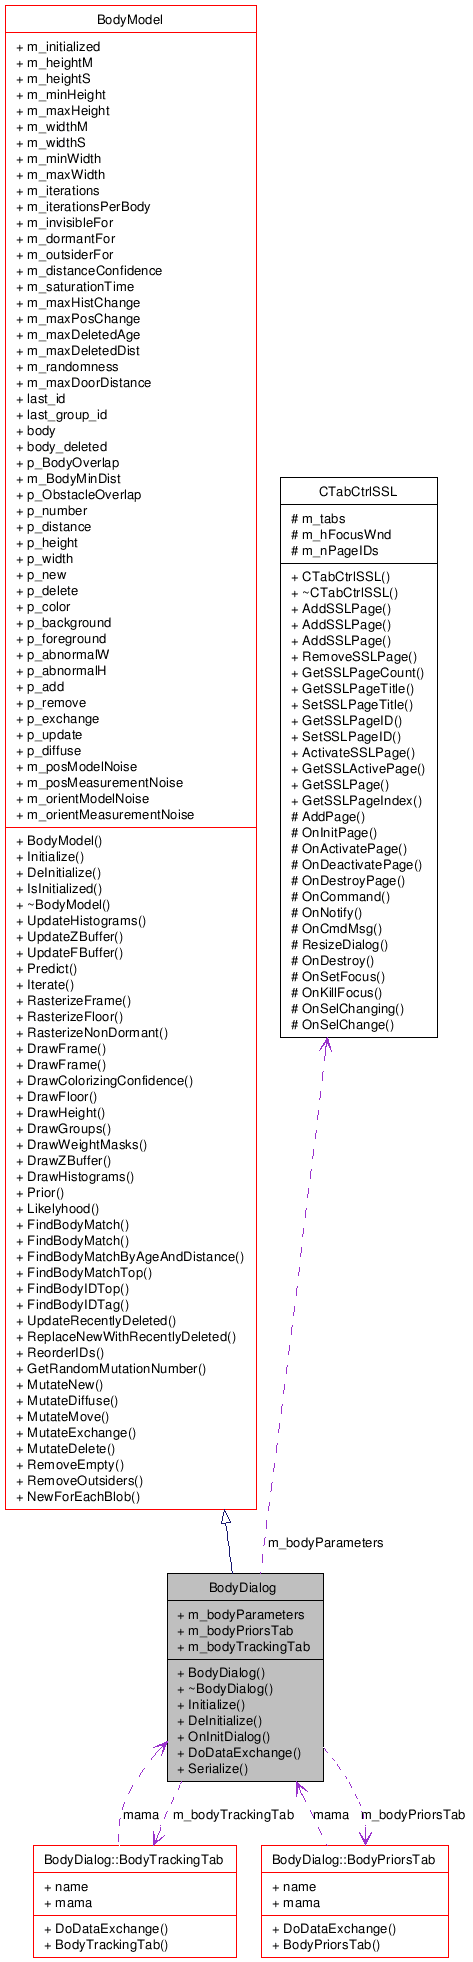 BodyModel
+ m_initialized
+ m_heightM
+ m_heightS
+ m_minHeight
+ m_maxHeight
+ m_widthM
+ m_widthS
+ m_minWidth
+ m_maxWidth
+ m_iterations
+ m_iterationsPerBody
+ m_invisibleFor
+ m_dormantFor
+ m_outsiderFor
+ m_distanceConfidence
+ m_saturationTime
+ m_maxHistChange
+ m_maxPosChange
+ m_maxDeletedAge
+ m_maxDeletedDist
+ m_randomness
+ m_maxDoorDistance
+ last_id
+ last_group_id
+ body
+ body_deleted
+ p_BodyOverlap
+ m_BodyMinDist
+ p_ObstacleOverlap
+ p_number
+ p_distance
+ p_height
+ p_width
+ p_new
+ p_delete
+ p_color
+ p_background
+ p_foreground
+ p_abnormalW
+ p_abnormalH
+ p_add
+ p_remove
+ p_exchange
+ p_update
+ p_diffuse
+ m_posModelNoise
+ m_posMeasurementNoise
+ m_orientModelNoise
+ m_orientMeasurementNoise
+ BodyModel()
+ Initialize()
+ DeInitialize()
+ IsInitialized()
+ ~BodyModel()
+ UpdateHistograms()
+ UpdateZBuffer()
+ UpdateFBuffer()
+ Predict()
+ Iterate()
+ RasterizeFrame()
+ RasterizeFloor()
+ RasterizeNonDormant()
+ DrawFrame()
+ DrawFrame()
+ DrawColorizingConfidence()
+ DrawFloor()
+ DrawHeight()
+ DrawGroups()
+ DrawWeightMasks()
+ DrawZBuffer()
+ DrawHistograms()
+ Prior()
+ Likelyhood()
+ FindBodyMatch()
+ FindBodyMatch()
+ FindBodyMatchByAgeAndDistance()
+ FindBodyMatchTop()
+ FindBodyIDTop()
+ FindBodyIDTag()
+ UpdateRecentlyDeleted()
+ ReplaceNewWithRecentlyDeleted()
+ ReorderIDs()
+ GetRandomMutationNumber()
+ MutateNew()
+ MutateDiffuse()
+ MutateMove()
+ MutateExchange()
+ MutateDelete()
+ RemoveEmpty()
+ RemoveOutsiders()
+ NewForEachBlob()
CTabCtrlSSL
# m_tabs
# m_hFocusWnd
# m_nPageIDs
+ CTabCtrlSSL()
+ ~CTabCtrlSSL()
+ AddSSLPage()
+ AddSSLPage()
+ AddSSLPage()
+ RemoveSSLPage()
+ GetSSLPageCount()
+ GetSSLPageTitle()
+ SetSSLPageTitle()
+ GetSSLPageID()
+ SetSSLPageID()
+ ActivateSSLPage()
+ GetSSLActivePage()
+ GetSSLPage()
+ GetSSLPageIndex()
# AddPage()
# OnInitPage()
# OnActivatePage()
# OnDeactivatePage()
# OnDestroyPage()
# OnCommand()
# OnNotify()
# OnCmdMsg()
# ResizeDialog()
# OnDestroy()
# OnSetFocus()
# OnKillFocus()
# OnSelChanging()
# OnSelChange()
m_bodyParameters
BodyDialog
+ m_bodyParameters
+ m_bodyPriorsTab
+ m_bodyTrackingTab
+ BodyDialog()
+ ~BodyDialog()
+ Initialize()
+ DeInitialize()
+ OnInitDialog()
+ DoDataExchange()
+ Serialize()
mama m_bodyTrackingTab mama m_bodyPriorsTab
BodyDialog::BodyTrackingTab
+ name
+ mama
+ DoDataExchange()
+ BodyTrackingTab()
BodyDialog::BodyPriorsTab
+ name
+ mama
+ DoDataExchange()
+ BodyPriorsTab()